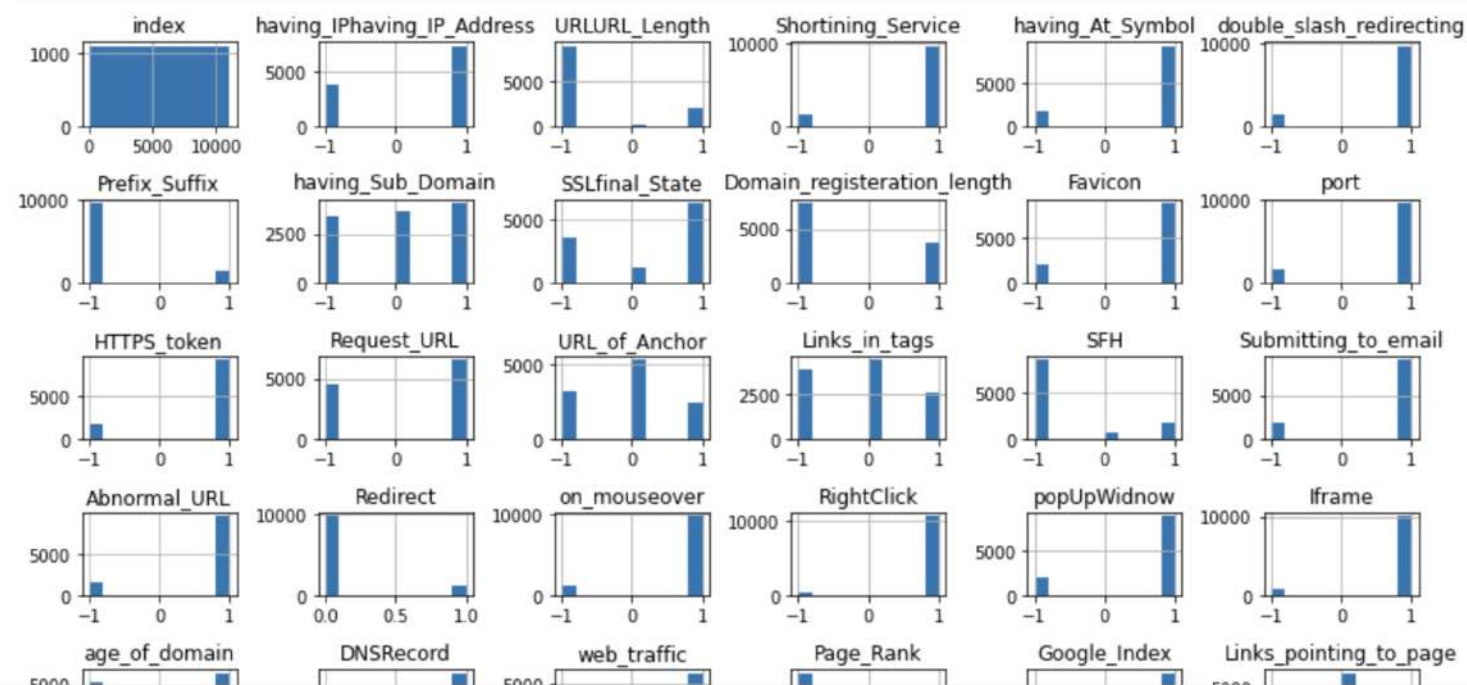 index having_IPhaving_IP_Address URLURL_Length Shortining_Service having_At_Symbol double_slash_redirecting
1000 5000 5000 10000 5000 10000
0 0 0 0 0 0
0 5000 10000 −1 0 1 −1 0 1 −1 0 1 −1 0 1 −1 0 1
Prefix_Suffix having_Sub_Domain SSLfinal_State Domain_registeration_length Favicon port
10000 2500 5000 5000 5000 10000
0 0 0 0 0 0
−1 0 1 −1 0 1 −1 0 1 −1 0 1 −1 0 1 −1 0 1
HTTPS_token Request_URL URL_of_Anchor Links_in_tags SFH Submitting_to_email
5000 5000 5000 2500 5000 5000
0 0 0 0 0 0
−1 0 1 −1 0 1 −1 0 1 −1 0 1 −1 0 1 −1 0 1
Abnormal_URL Redirect on_mouseover RightClick popUpWidnow Iframe
5000 10000 10000 10000 5000 10000
0 0 0 0 0 0
−1 0 1 0.0 0.5 1.0 −1 0 1 −1 0 1 −1 0 1 −1 0 1
age_of_domain DNSRecord web_traffic Page_Rank Google_Index Links_pointing_to_page
5000 5000